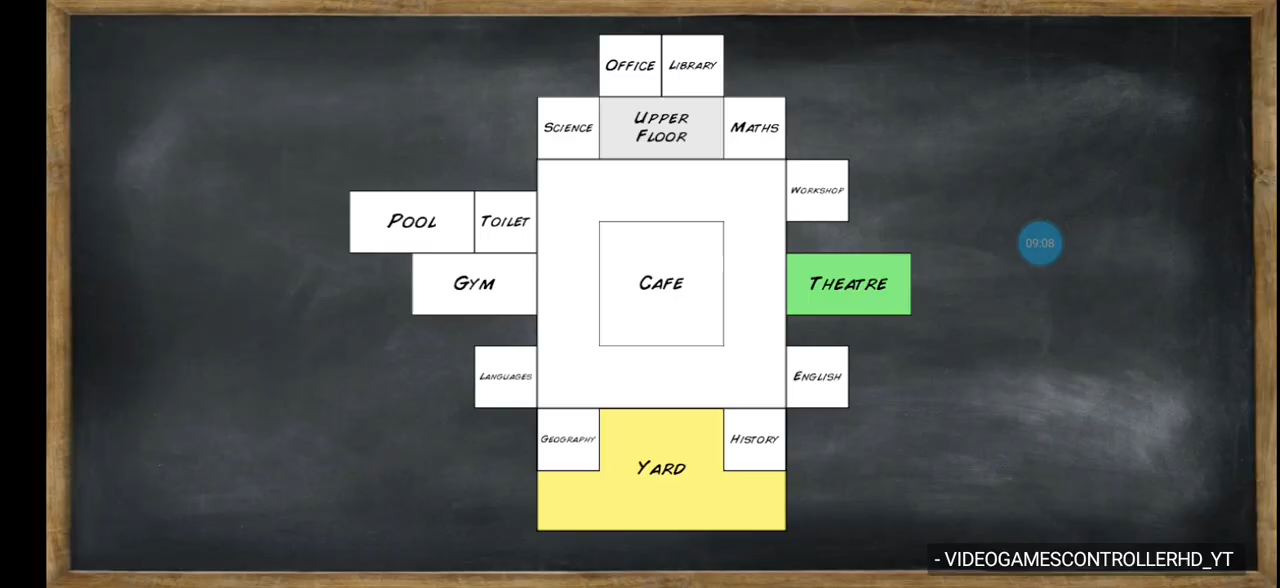 OFFICE
LIBRARY
SCIENCE
UPPER
FLOOR
MATHS
WORKSHOP
POOL
TOILET
GYM
CAFE
THEATRE
LANGUAGES
ENGLISH
GEOGRAPHY
HISTORY
YARD
09:08
- VIDEOGAMESCONTROLLERHD_YT